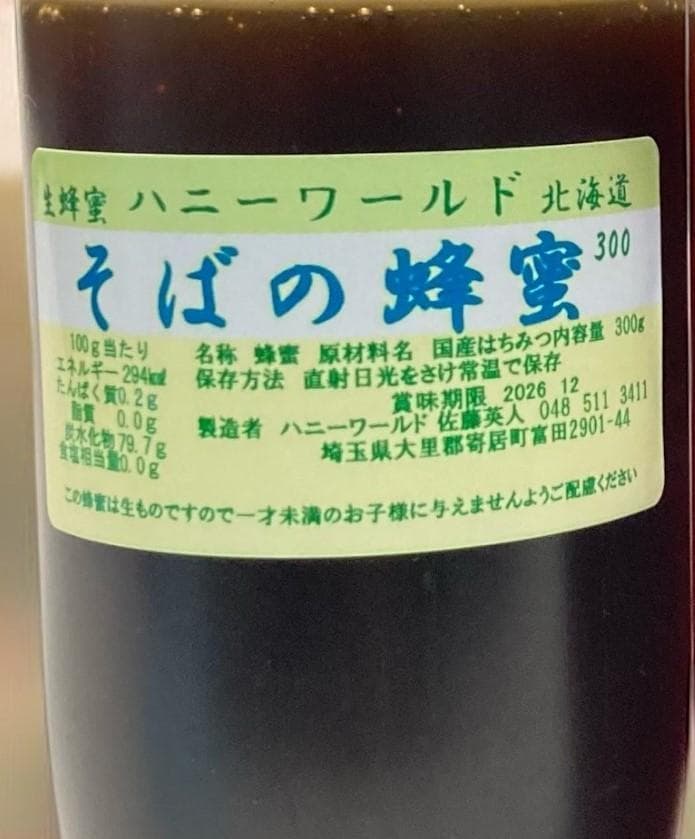 生蜂蜜 ハニーワールド 北海道
そばの蜂蜜 300
100g当たり
エネルギー294kcal
たんぱく質0.2g
脂質 0.0g
炭水化物79.7g
食塩相当量0.0g
名称 蜂蜜 原材料名 国産はちみつ内容量 300g
保存方法 直射日光をさけ常温で保存
賞味期限 2026 12
製造者 ハニーワールド 佐藤英人 048 511 3411
埼玉県大里郡寄居町富田2901-44
この蜂蜜は生ものですので一才未満のお子様に与えませんようご配慮ください